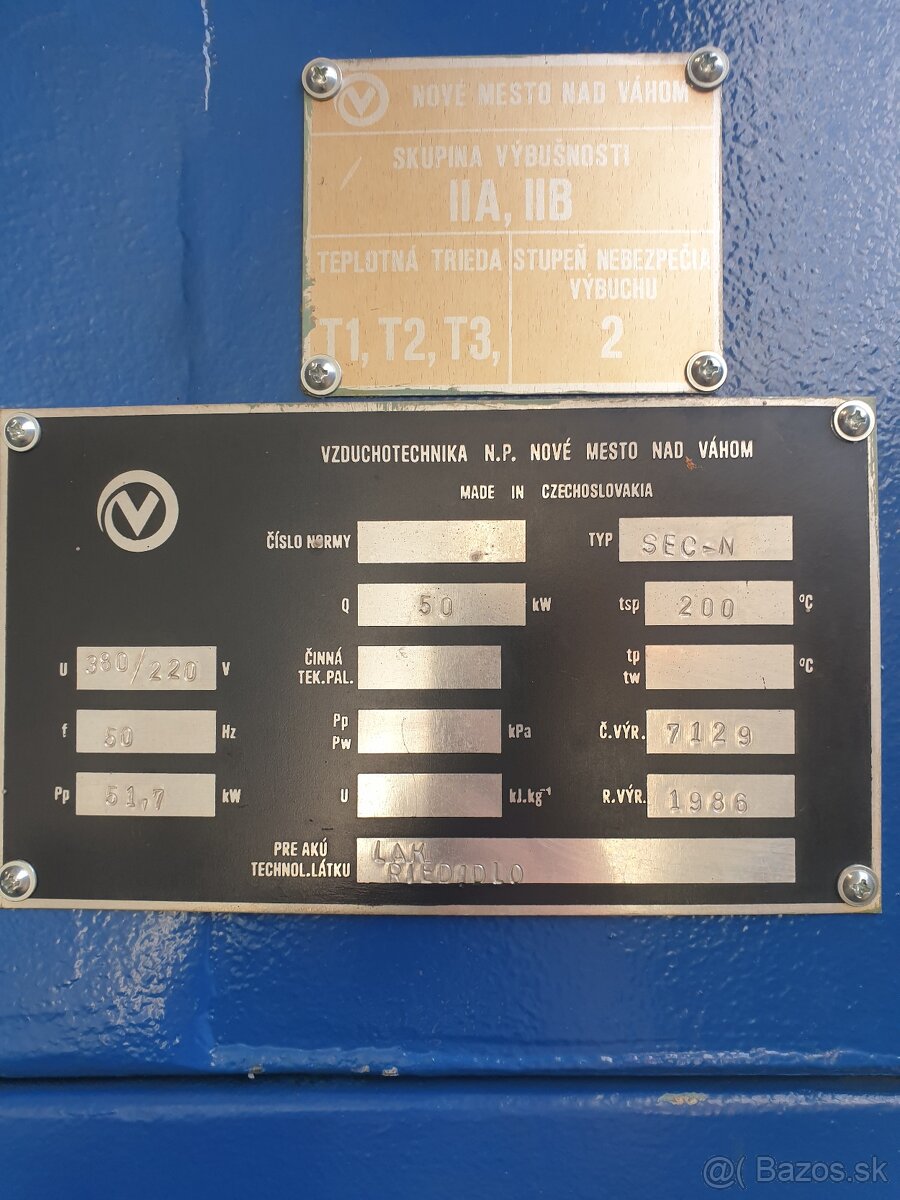 V NOVÉ MESTO NAD VÁHOM
SKUPINA VÝBUŠNOSTI
IIA, IIB
TEPLOTNÁ TRIEDA
T1, T2, T3,
STUPEŇ NEBEZPEČIA
VÝBUCHU
2
VZDUCHOTECHNIKA N.P. NOVÉ MESTO NAD VÁHOM
MADE IN CZECHOSLOVAKIA
V
ČÍSLO NORMY
TYP SEC-N
Q 50 kW
tsp 200 °C
U 380/220 V
ČINNÁ
TEK.PAL.
tp
tw °C
f 50 Hz
Pp
Pw kPa
Č.VÝR. 7129
Pp 51,7 kW
U kJ.kg⁻¹
R.VÝR. 1986
PRE AKÚ
TECHNOL.LÁTKU
LAK
RIEDIDLO
@( Bazos.sk